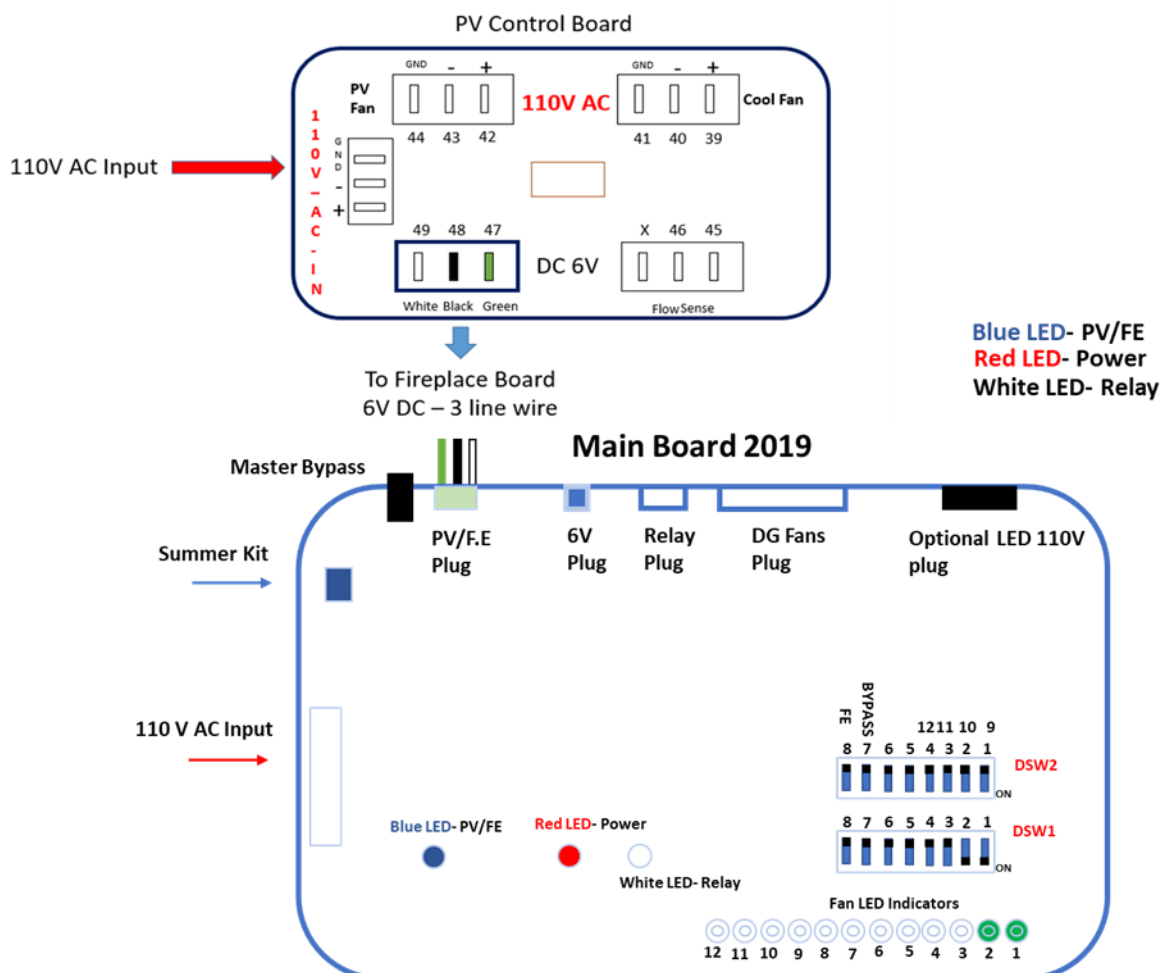 PV Control Board
GND - +
PV
Fan
110V AC
GND - +
Cool Fan
44 43 42
41 40 39
110V-AC-IN
GND
-
+
110V AC Input
49 48 47
DC 6V
X 46 45
White Black Green
Flow Sense
Blue LED- PV/FE
Red LED- Power
White LED- Relay
To Fireplace Board
6V DC – 3 line wire
Main Board 2019
Master Bypass
PV/F.E
Plug
6V
Plug
Relay
Plug
DG Fans
Plug
Optional LED 110V
plug
Summer Kit
110 V AC Input
FE BYPASS 12 11 10 9
8 7 6 5 4 3 2 1
DSW2
ON
8 7 6 5 4 3 2 1
DSW1
ON
Blue LED- PV/FE
Red LED- Power
White LED- Relay
Fan LED Indicators
12 11 10 9 8 7 6 5 4 3 2 1